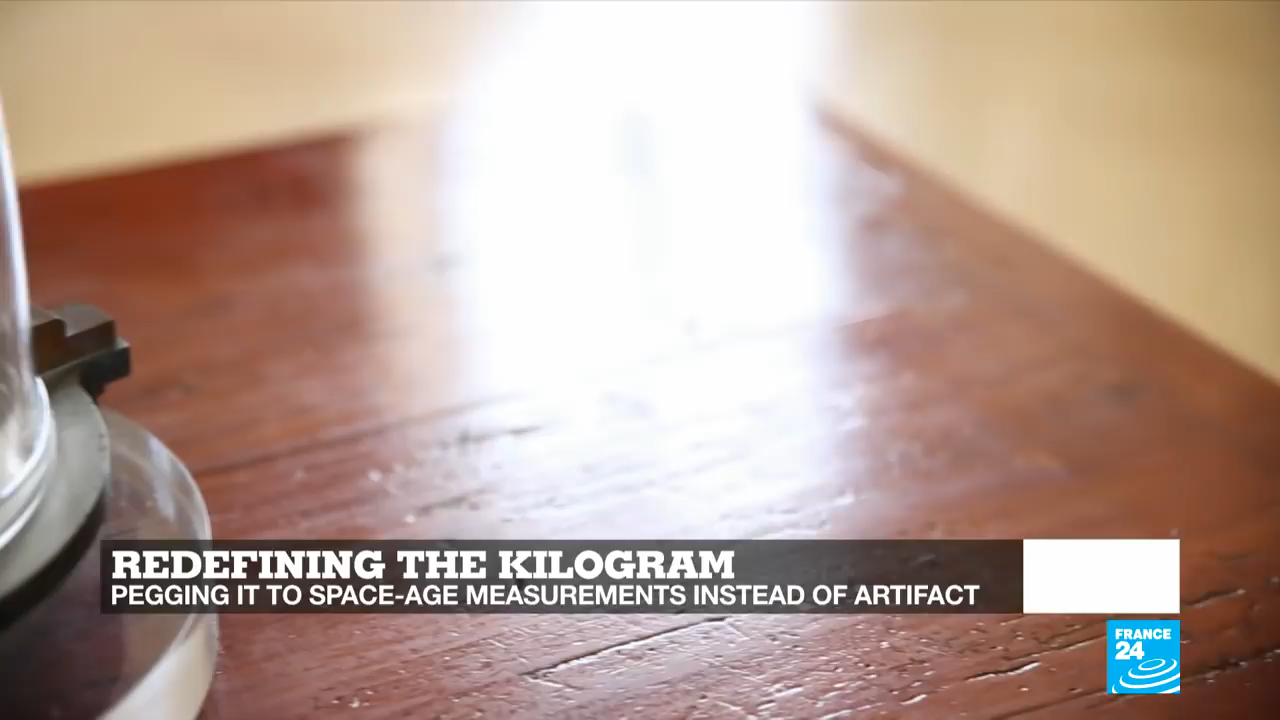 REDEFINING THE KILOGRAM
PEGGING IT TO SPACE-AGE MEASUREMENTS INSTEAD OF ARTIFACT
FRANCE
24